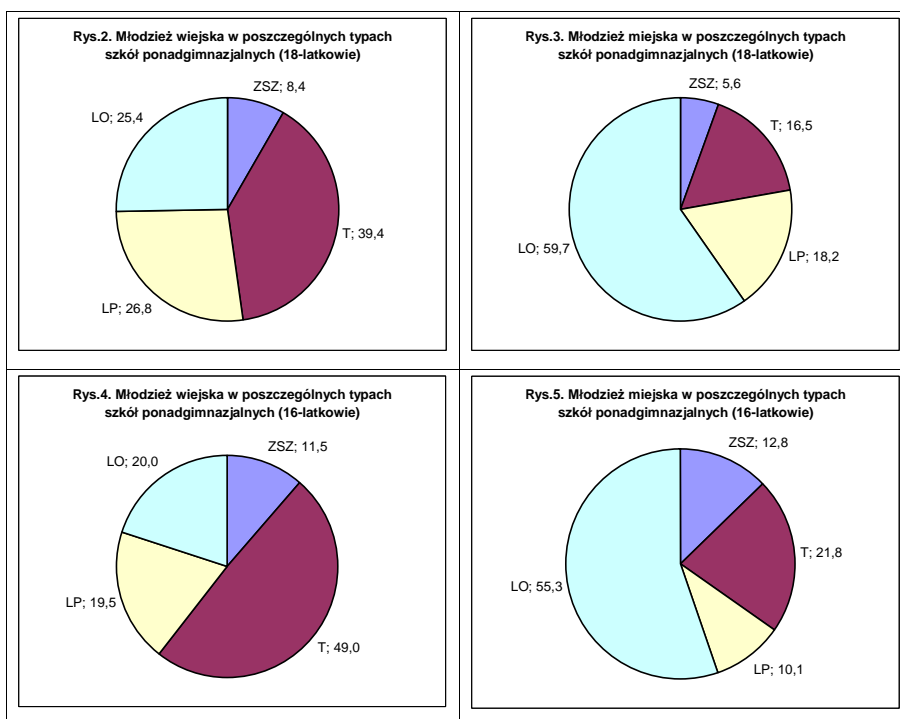 Rys.2. Młodzież wiejska w poszczególnych typach
szkół ponadgimnazjalnych (18-latkowie)
ZSZ; 8,4
LO; 25,4
T; 39,4
LP; 26,8
Rys.3. Młodzież miejska w poszczególnych typach
szkół ponadgimnazjalnych (18-latkowie)
ZSZ; 5,6
T; 16,5
LO; 59,7
LP; 18,2
Rys.4. Młodzież wiejska w poszczególnych typach
szkół ponadgimnazjalnych (16-latkowie)
ZSZ; 11,5
LO; 20,0
LP; 19,5
T; 49,0
Rys.5. Młodzież miejska w poszczególnych typach
szkół ponadgimnazjalnych (16-latkowie)
ZSZ; 12,8
T; 21,8
LO; 55,3
LP; 10,1